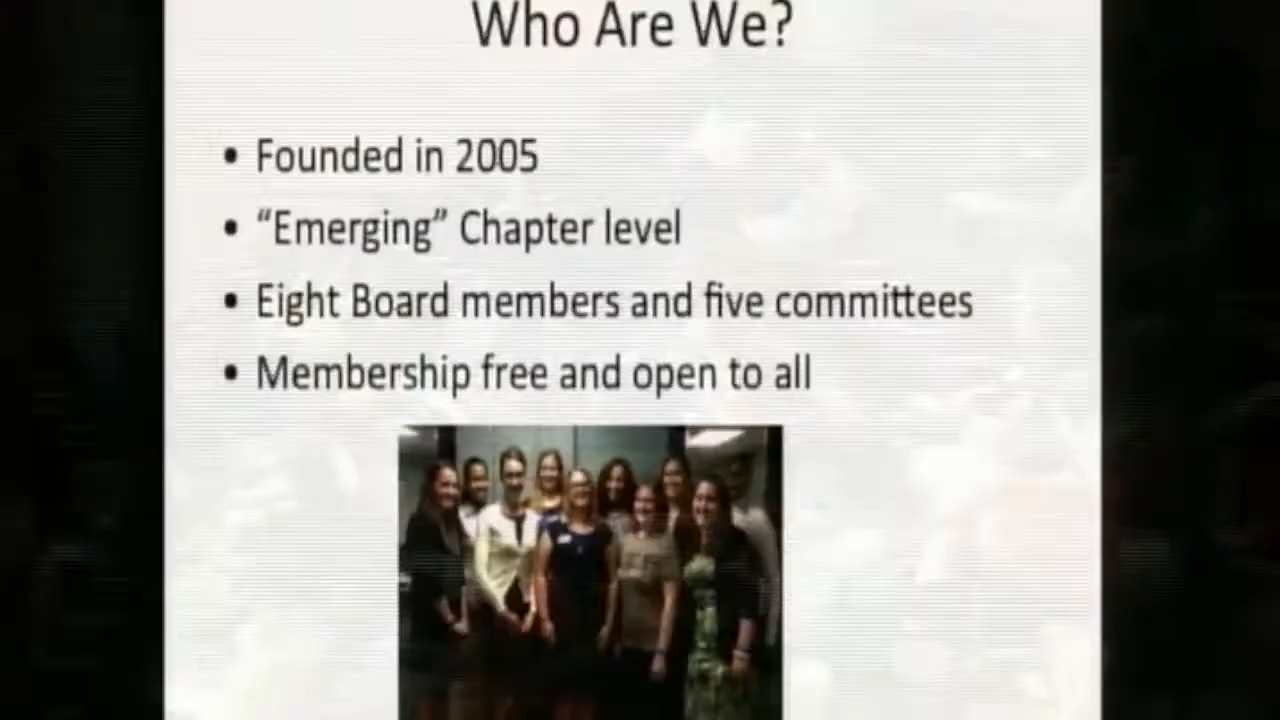 Who Are We?
• Founded in 2005
• “Emerging” Chapter level
• Eight Board members and five committees
• Membership free and open to all